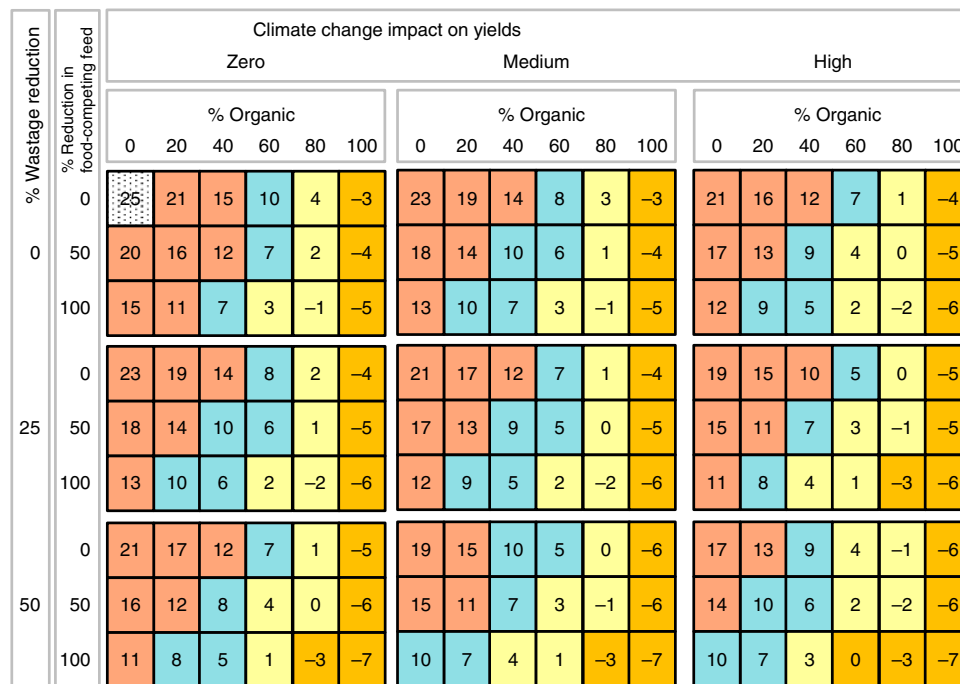 Climate change impact on yields
Zero Medium High
% Wastage reduction
% Reduction in
food-competing feed
% Organic % Organic % Organic
0 20 40 60 80 100 0 20 40 60 80 100 0 20 40 60 80 100
0 25 21 15 10 4 –3 23 19 14 8 3 –3 21 16 12 7 1 –4
0 50 20 16 12 7 2 –4 18 14 10 6 1 –4 17 13 9 4 0 –5
100 15 11 7 3 –1 –5 13 10 7 3 –1 –5 12 9 5 2 –2 –6
0 23 19 14 8 2 –4 21 17 12 7 1 –4 19 15 10 5 0 –5
25 50 18 14 10 6 1 –5 17 13 9 5 0 –5 15 11 7 3 –1 –5
100 13 10 6 2 –2 –6 12 9 5 2 –2 –6 11 8 4 1 –3 –6
0 21 17 12 7 1 –5 19 15 10 5 0 –6 17 13 9 4 –1 –6
50 50 16 12 8 4 0 –6 15 11 7 3 –1 –6 14 10 6 2 –2 –6
100 11 8 5 1 –3 –7 10 7 4 1 –3 –7 10 7 3 0 –3 –7